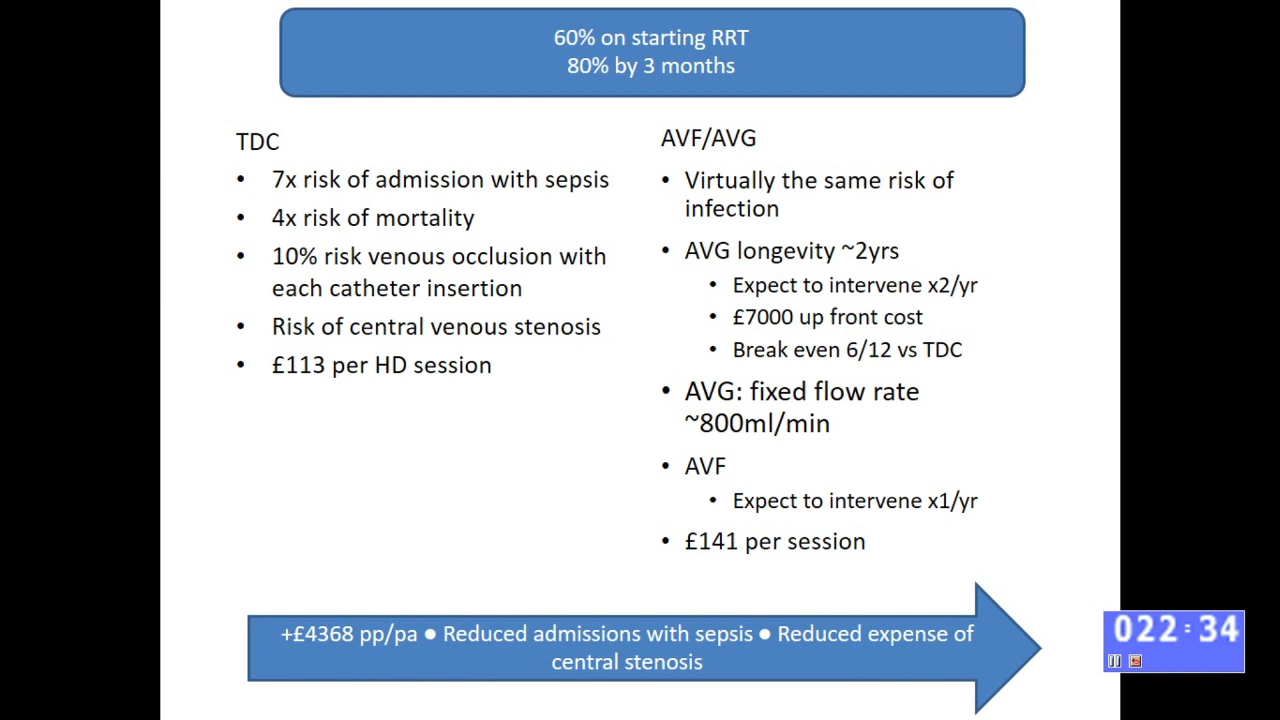 60% on starting RRT
80% by 3 months
TDC
• 7x risk of admission with sepsis
• 4x risk of mortality
• 10% risk venous occlusion with
each catheter insertion
• Risk of central venous stenosis
• £113 per HD session
AVF/AVG
• Virtually the same risk of
infection
• AVG longevity ~2yrs
• Expect to intervene x2/yr
• £7000 up front cost
• Break even 6/12 vs TDC
• AVG: fixed flow rate
~800ml/min
• AVF
• Expect to intervene x1/yr
• £141 per session
+£4368 pp/pa ● Reduced admissions with sepsis ● Reduced expense of
central stenosis
022:34